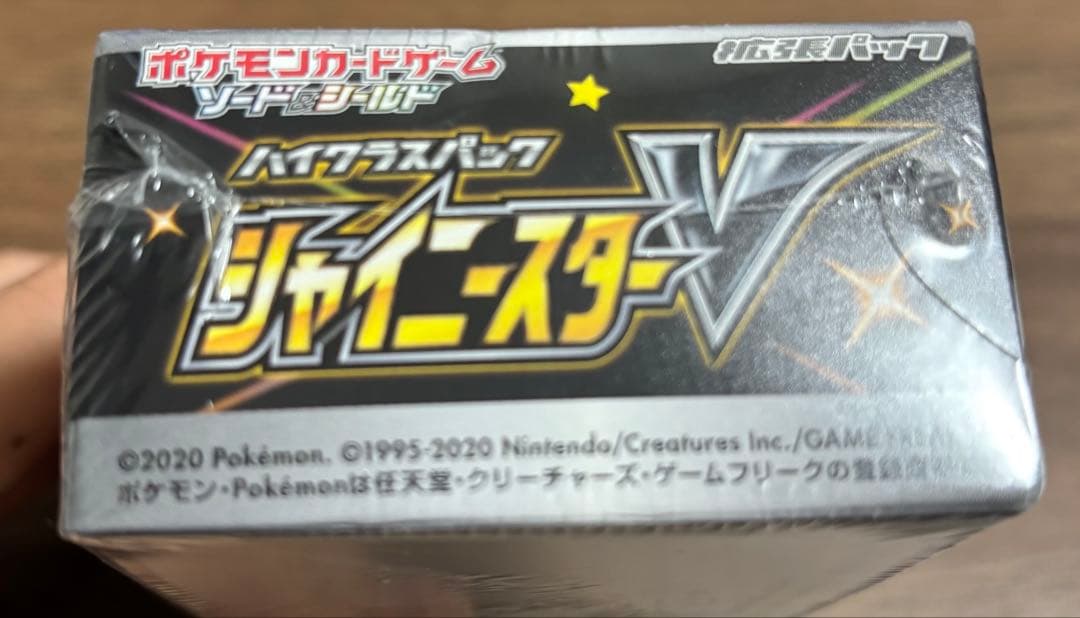 ポケモンカードゲーム
ソード&シールド
拡張パック
ハイクラスパック
シャイニースターV
©2020 Pokémon. ©1995-2020 Nintendo/Creatures Inc./GAME FREAK
ポケモン・Pokémonは任天堂・クリーチャーズ・ゲームフリークの登録商標